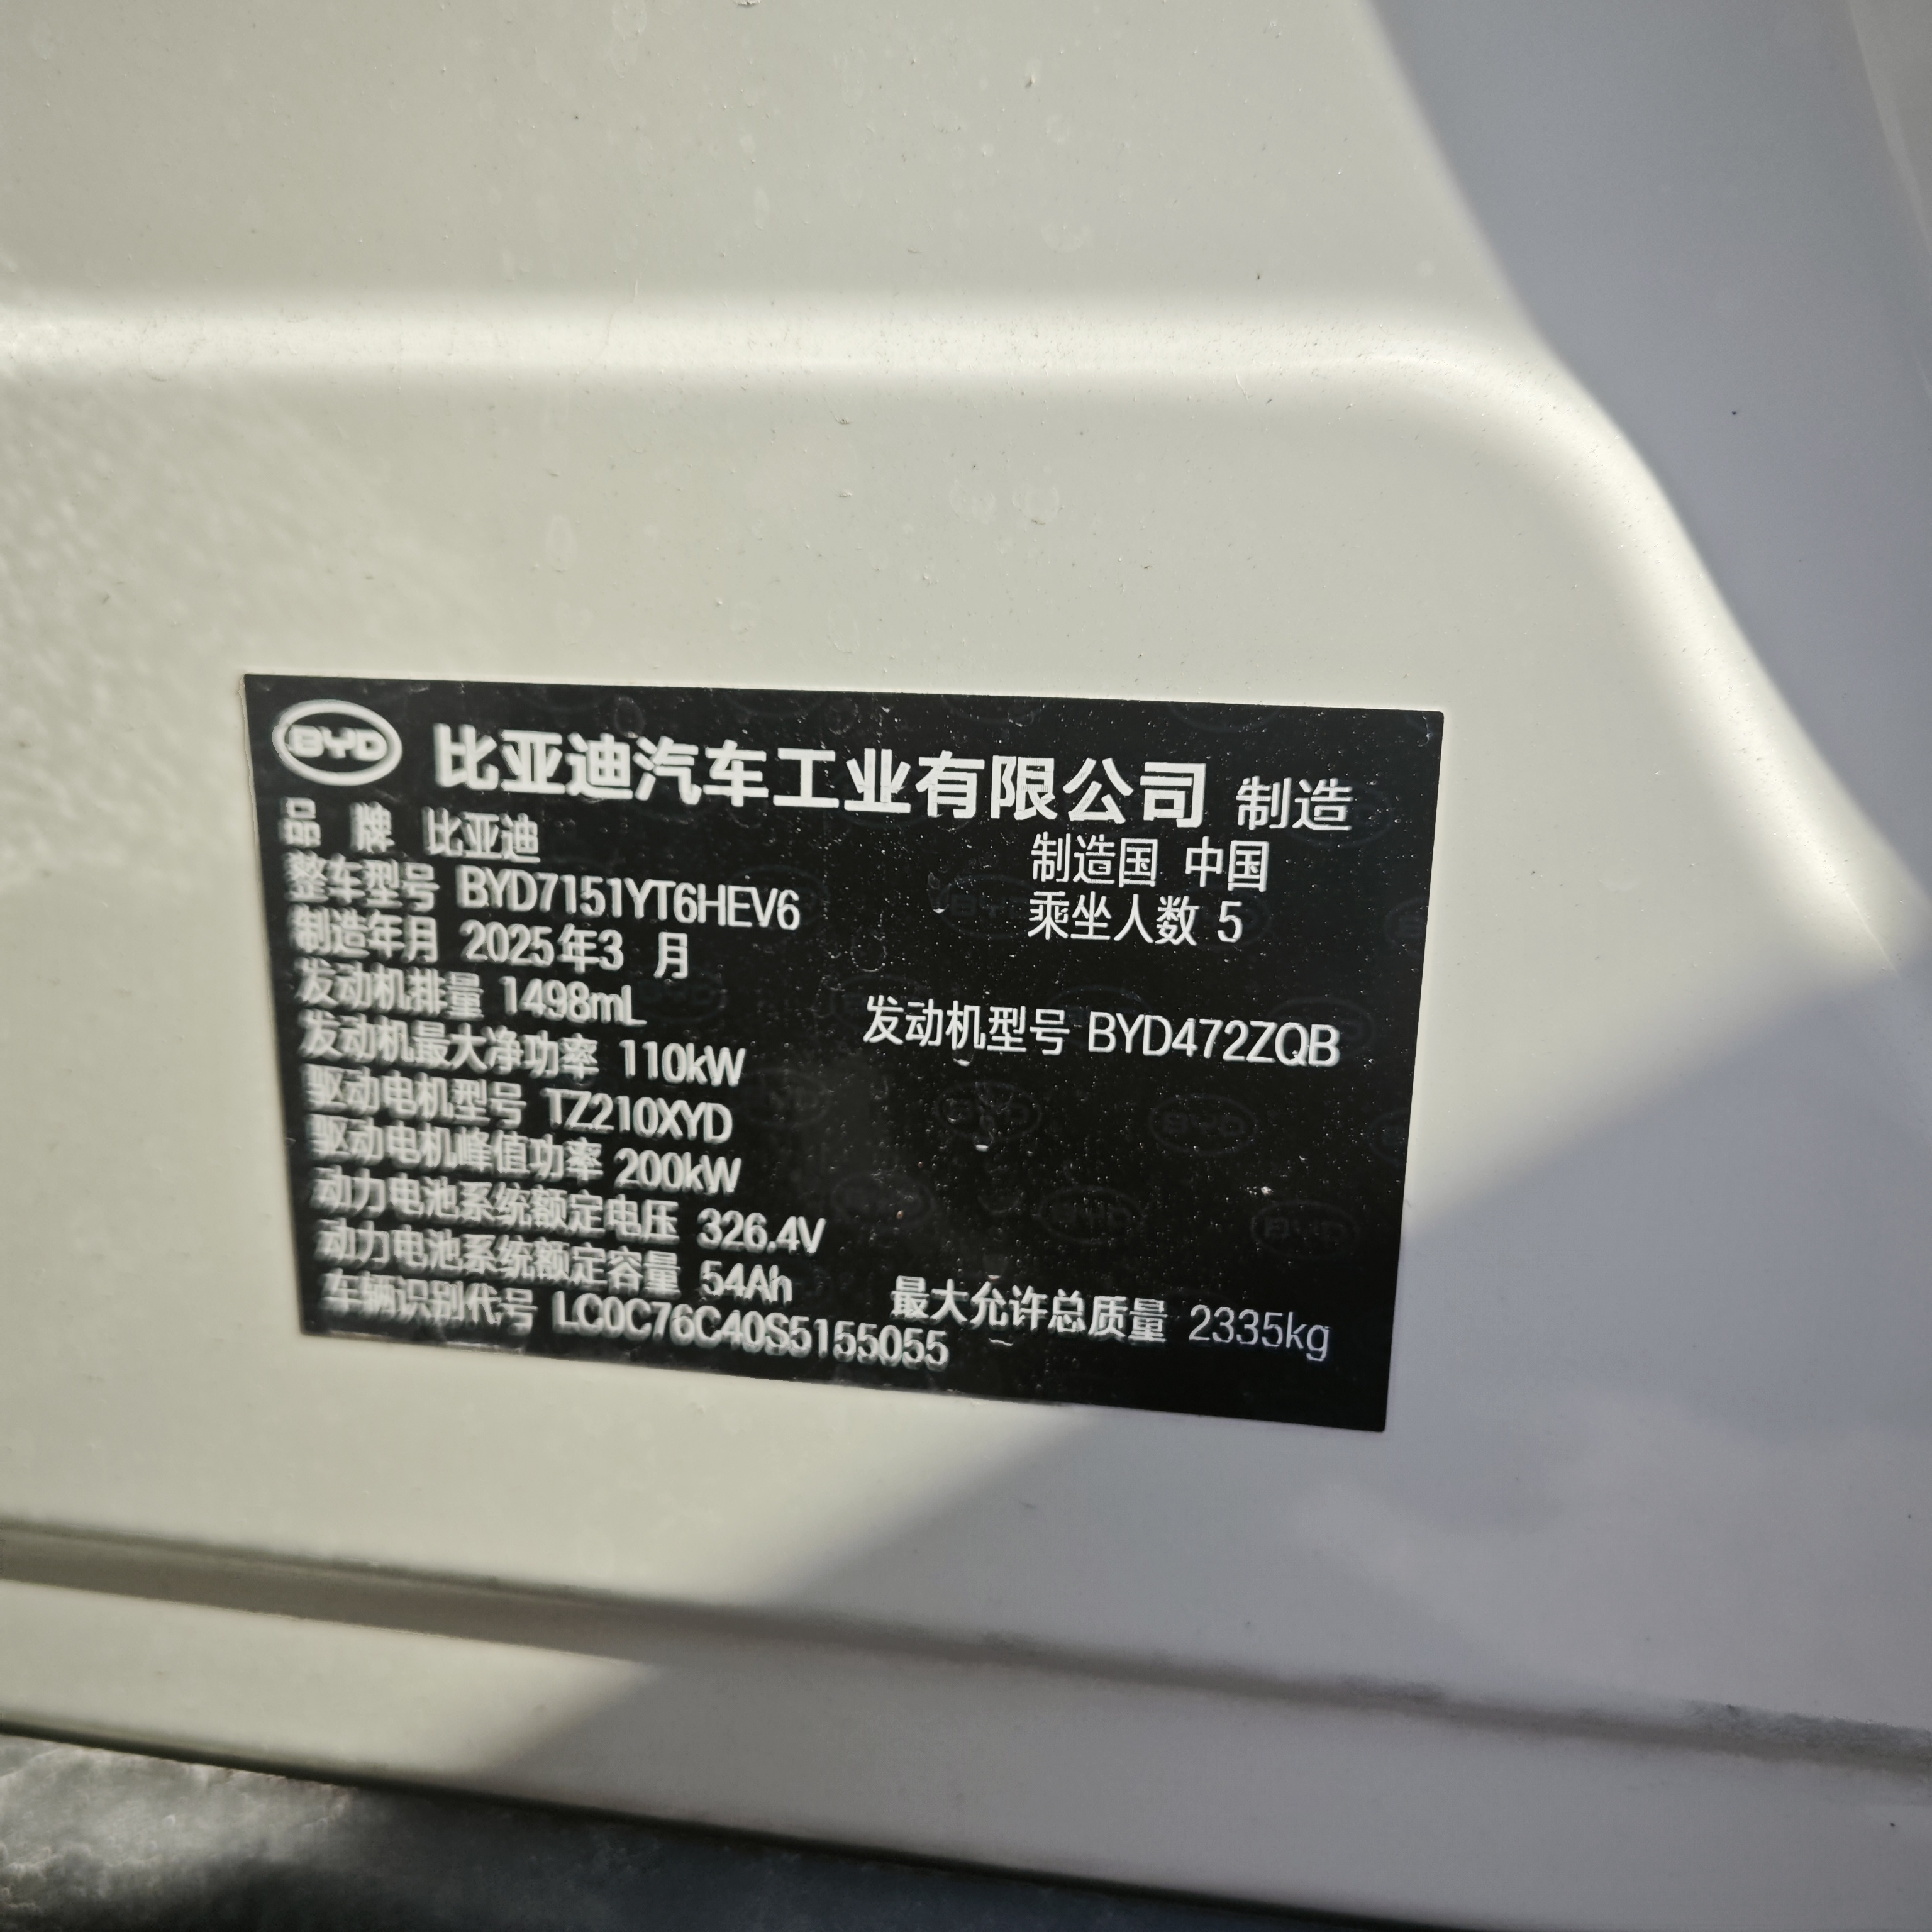 BYD 比亚迪汽车工业有限公司 制造
品 牌 比亚迪 制造国 中国
整车型号 BYD7151YT6HEV6 乘坐人数 5
制造年月 2025年3 月
发动机排量 1498mL 发动机型号 BYD472ZQB
发动机最大净功率 110kW
驱动电机型号 TZ210XYD
驱动电机峰值功率 200kW
动力电池系统额定电压 326.4V
动力电池系统额定容量 54Ah 最大允许总质量 2335kg
车辆识别代号 LC0C76C40S5155055